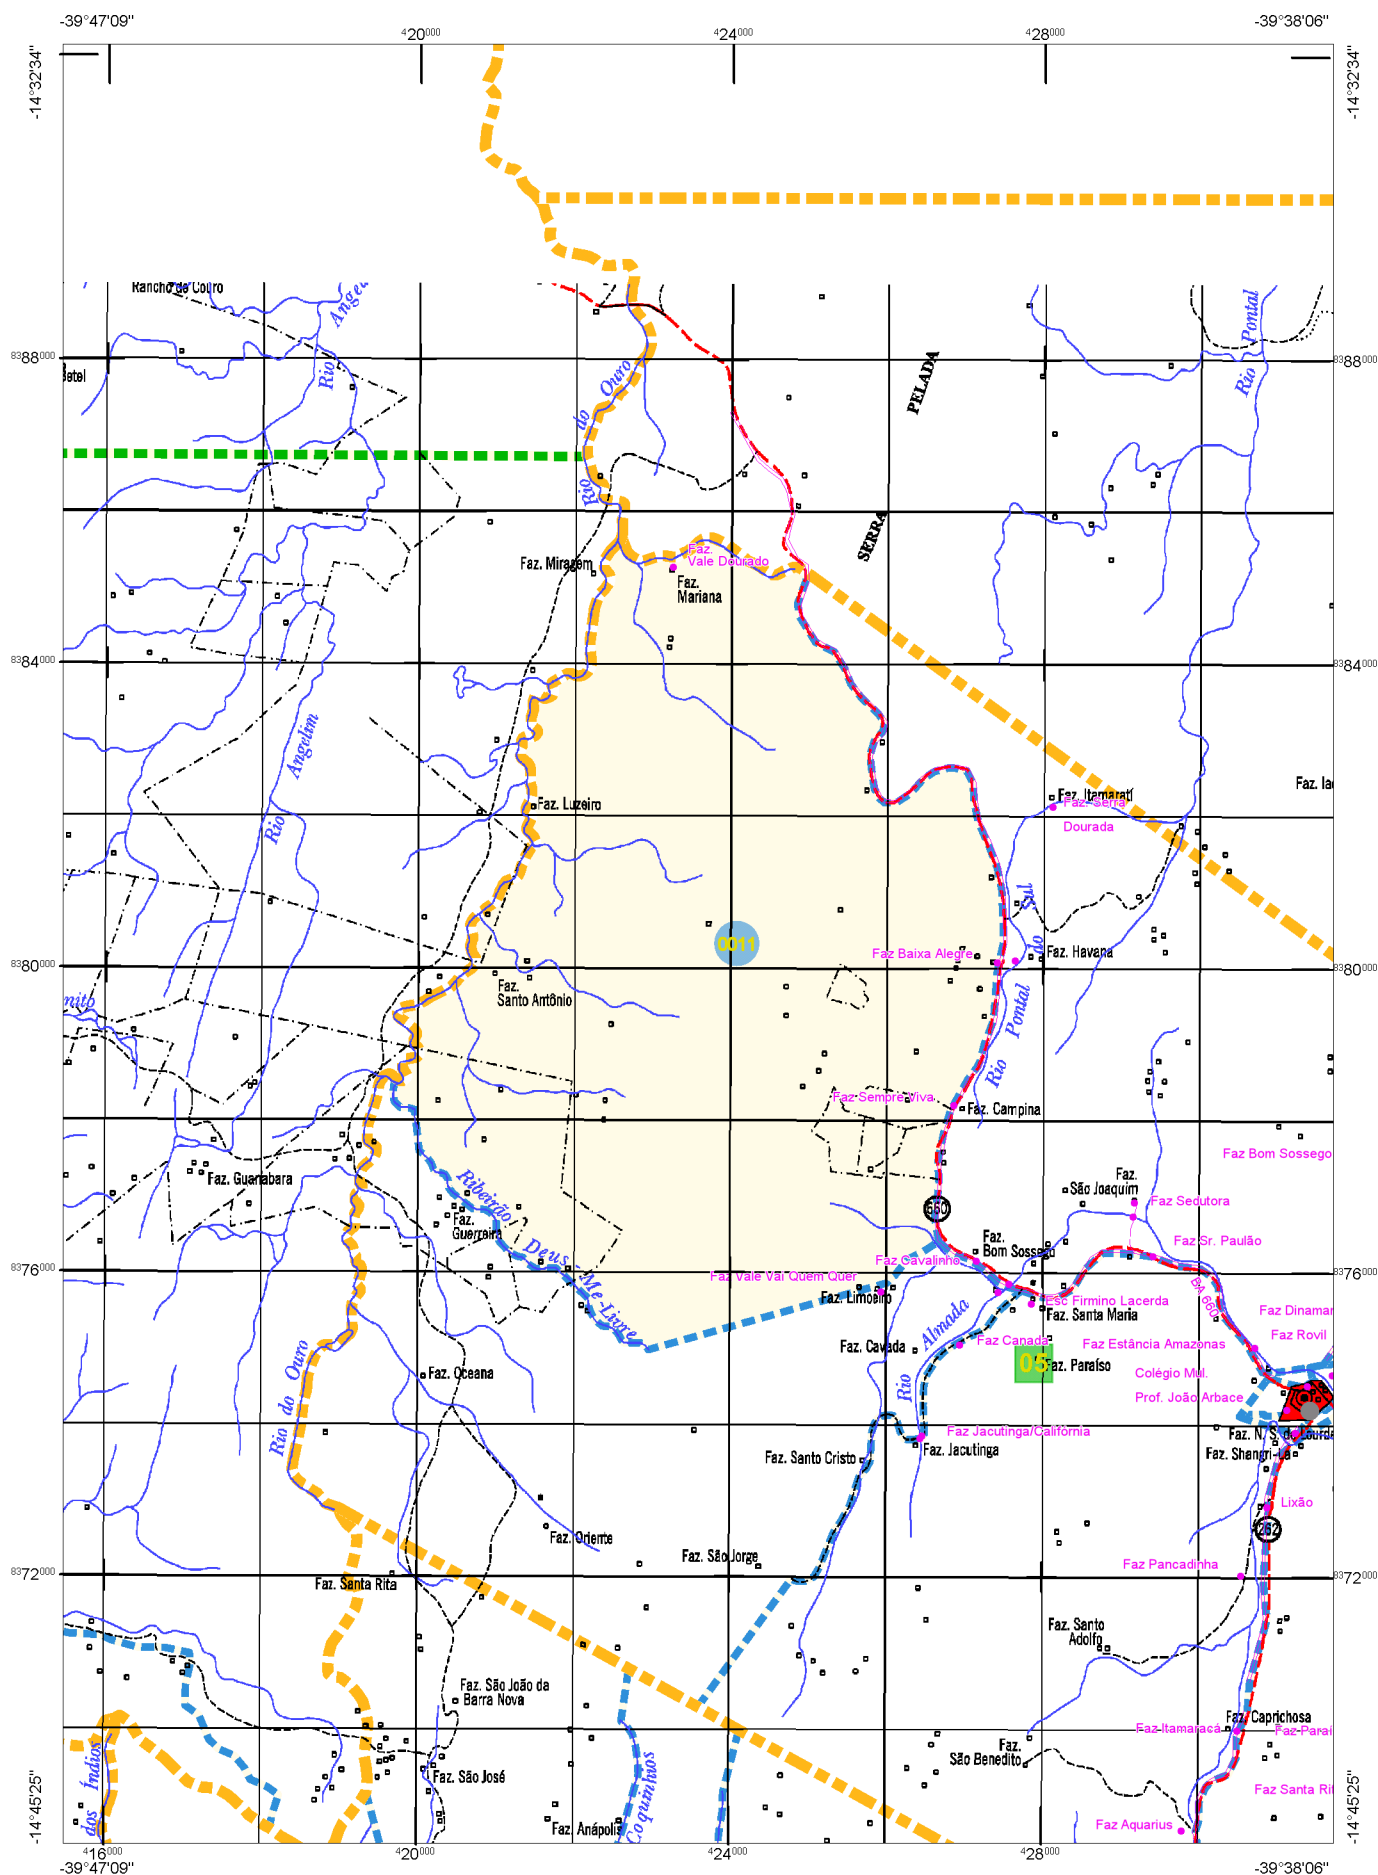 -39°47'09"
-39°38'06"
420000
424000
428000
-14°32'34"
-14°32'34"
Rancho de Couro
Rio
Rio do Ouro
PELADA
SERRA
Rio Pontal
8388000
8388000
Betel
Faz. Miragem
Faz.
Vale Dourado
Faz.
Mariana
8384000
8384000
Rio Angelim
Faz. Luzeiro
Faz. Itamarati
Faz. Serra
Dourada
0011
Faz Baixa Alegre
Faz. Havana
Rio Pontal do Sul
8380000
8380000
Faz.
Santo Antônio
Faz Sempre Viva
Faz. Campina
Faz Bom Sossego
Faz. Guanabara
Faz.
São Joaquim
Faz Sedutora
Ribeirão Deus-Me-Livre
Faz.
Guerreira
660
Faz Sr. Paulão
Faz.
Bom Sossego
Faz Cavalinho
Faz Vale Vai Quem Quer
8376000
8376000
Faz. Limoeiro
BA 660
Esc Firmino Lacerda
Faz. Santa Maria
Faz Dinamar
Faz Rovil
Rio Almada
Faz. Cavada
Faz Canada
Faz Estância Amazonas
05
Faz. Paraíso
Rio do Ouro
Faz. Oceana
Colégio Mul.
Prof. João Arbace
Faz Jacutinga/Califórnia
Faz. Jacutinga
Faz. N. S. de Lourde
Faz. Shangri-La
Faz. Santo Cristo
Lixão
262
Faz. Oriente
Faz. São Jorge
Faz Pancadinha
8372000
8372000
Faz. Santa Rita
Faz. Santo
Adolfo
Faz. São João da
Barra Nova
Faz Itamaracá
Faz. Caprichosa
Faz Parai
Faz.
São Benedito
Faz. São José
Faz Santa Rit
dos Índios
Coquinhos
Faz. Anápolis
Faz Aquarius
-14°45'25"
-14°45'25"
416000
420000
424000
428000
-39°47'09"
-39°38'06"